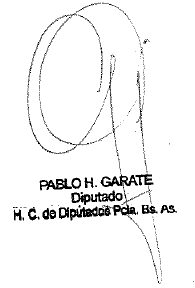 PABLO H. GARATE
Diputado
H. C. de Diputados Pcia. Bs. As.